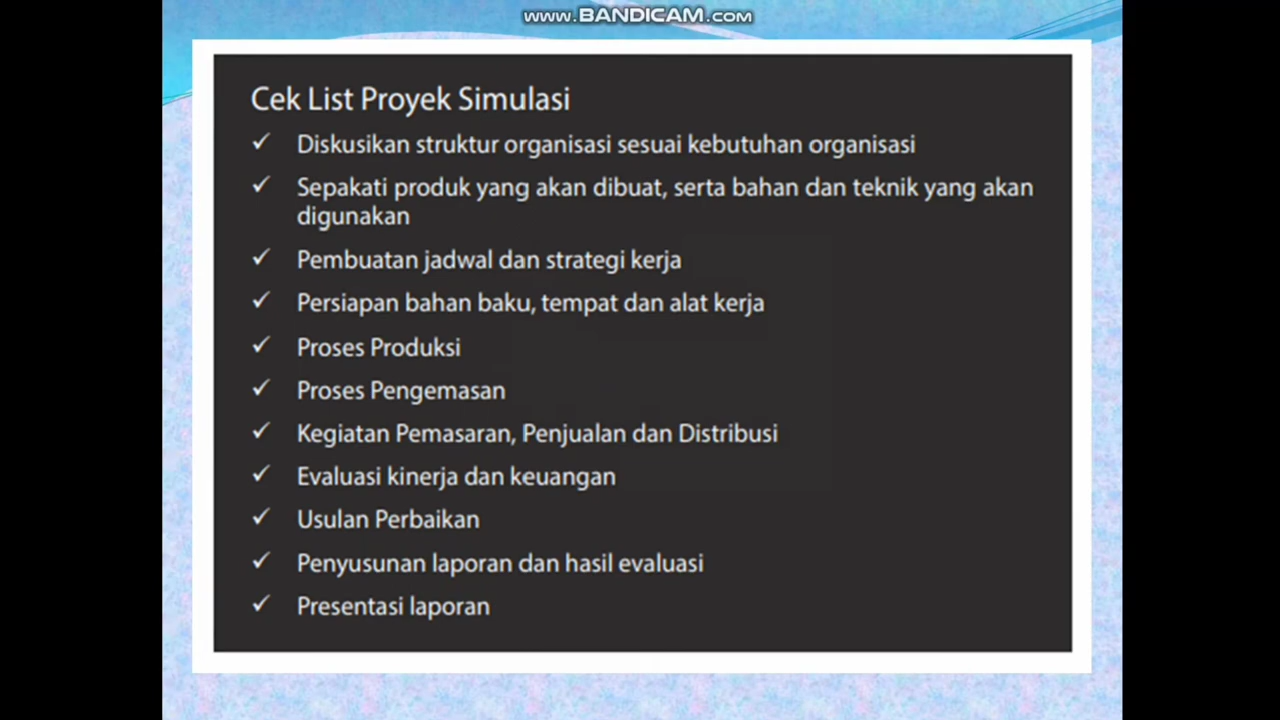 www.BANDICAM.com
Cek List Proyek Simulasi
✓ Diskusikan struktur organisasi sesuai kebutuhan organisasi
✓ Sepakati produk yang akan dibuat, serta bahan dan teknik yang akan
digunakan
✓ Pembuatan jadwal dan strategi kerja
✓ Persiapan bahan baku, tempat dan alat kerja
✓ Proses Produksi
✓ Proses Pengemasan
✓ Kegiatan Pemasaran, Penjualan dan Distribusi
✓ Evaluasi kinerja dan keuangan
✓ Usulan Perbaikan
✓ Penyusunan laporan dan hasil evaluasi
✓ Presentasi laporan